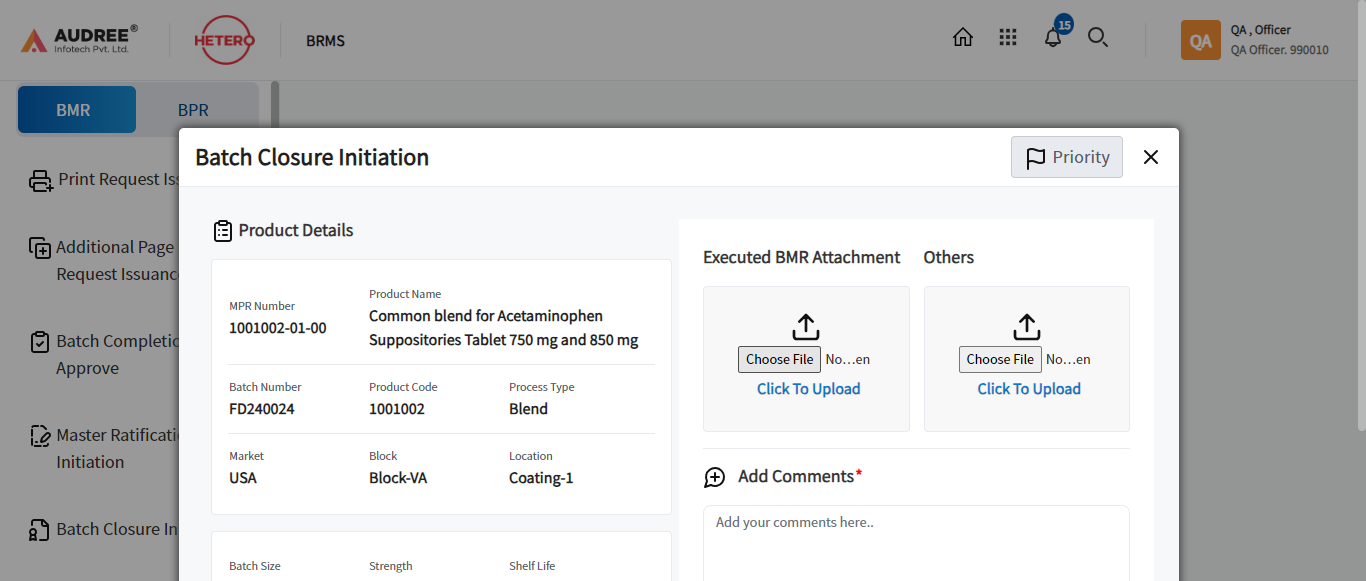 AUDREE®
Infotech Pvt. Ltd.
HETERO
BRMS
15
QA
QA , Officer
QA Officer. 990010
BMR
BPR
Print Request Iss
Additional Page
Request Issuanc
Batch Completic
Approve
Master Ratificati
Initiation
Batch Closure In
Batch Closure Initiation
Priority
Product Details
MPR Number
1001002-01-00
Product Name
Common blend for Acetaminophen
Suppositories Tablet 750 mg and 850 mg
Batch Number
FD240024
Product Code
1001002
Process Type
Blend
Market
USA
Block
Block-VA
Location
Coating-1
Batch Size
Strength
Shelf Life
Executed BMR Attachment
Others
Choose File No...en
Click To Upload
Choose File No...en
Click To Upload
Add Comments*
Add your comments here..